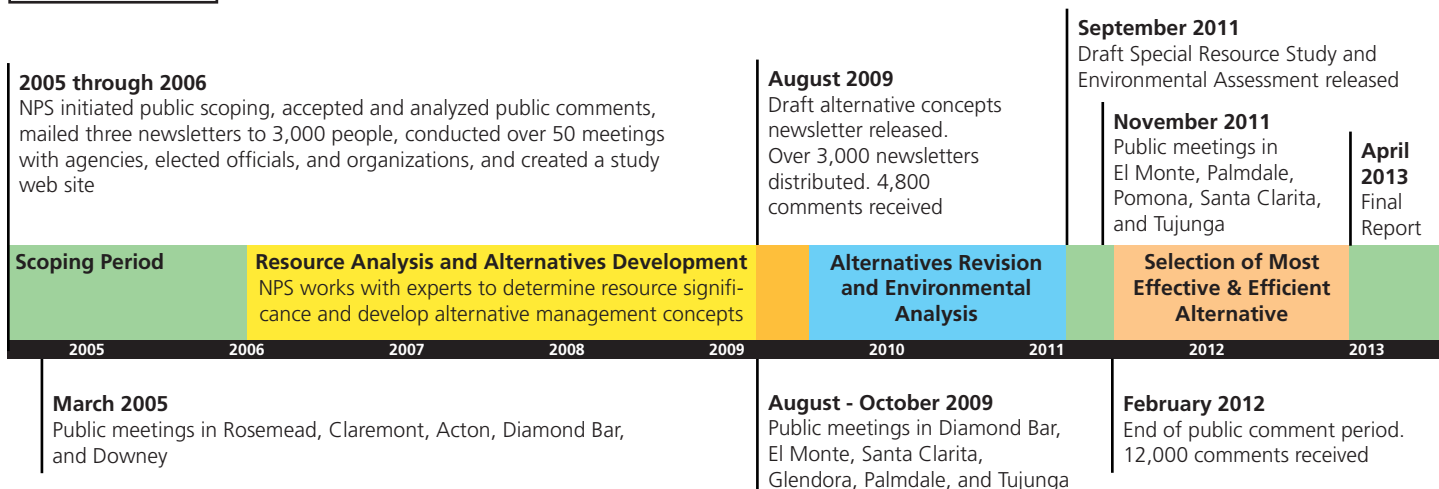 2005 through 2006
NPS initiated public scoping, accepted and analyzed public comments,
mailed three newsletters to 3,000 people, conducted over 50 meetings
with agencies, elected officials, and organizations, and created a study
web site
August 2009
Draft alternative concepts
newsletter released.
Over 3,000 newsletters
distributed. 4,800
comments received
September 2011
Draft Special Resource Study and
Environmental Assessment released
November 2011
Public meetings in
El Monte, Palmdale,
Pomona, Santa Clarita,
and Tujunga
April
2013
Final
Report
Scoping Period
Resource Analysis and Alternatives Development
NPS works with experts to determine resource signifi-
cance and develop alternative management concepts
Alternatives Revision
and Environmental
Analysis
Selection of Most
Effective & Efficient
Alternative
2005 2006 2007 2008 2009 2010 2011 2012 2013
March 2005
Public meetings in Rosemead, Claremont, Acton, Diamond Bar,
and Downey
August - October 2009
Public meetings in Diamond Bar,
El Monte, Santa Clarita,
Glendora, Palmdale, and Tujunga
February 2012
End of public comment period.
12,000 comments received